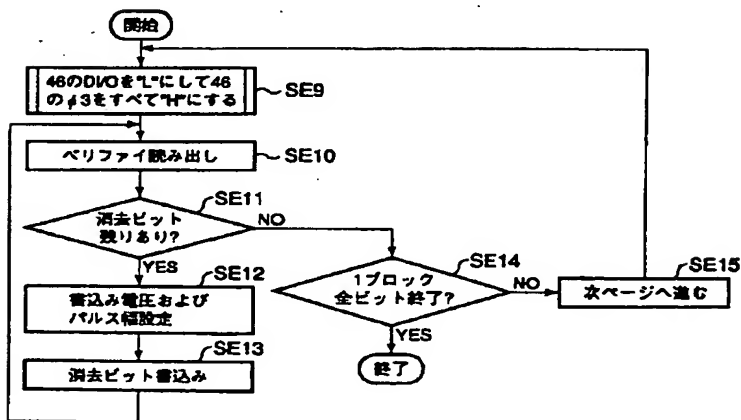 開始
46のDI/Oを"L"にして46
のφ3をすべて"H"にする
SE9
ベリファイ読み出し
SE10
消去ビット
残りあり?
SE11
NO
YES
書込み電圧および
パルス幅設定
SE12
消去ビット書込み
SE13
1ブロック
全ビット終了?
SE14
NO
YES
次ページへ進む
SE15
終了